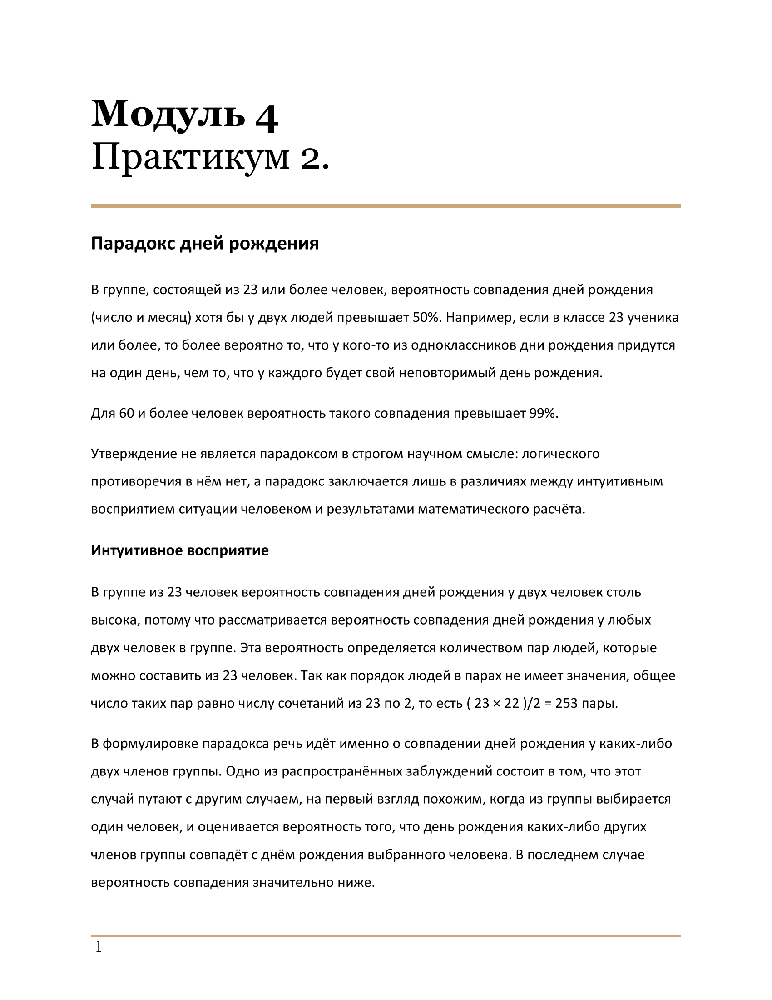 Модуль 4
Практикум 2.
Парадокс дней рождения
В группе, состоящей из 23 или более человек, вероятность совпадения дней рождения
(число и месяц) хотя бы у двух людей превышает 50%. Например, если в классе 23 ученика
или более, то более вероятно то, что у кого-то из одноклассников дни рождения придутся
на один день, чем то, что у каждого будет свой неповторимый день рождения.
Для 60 и более человек вероятность такого совпадения превышает 99%.
Утверждение не является парадоксом в строгом научном смысле: логического
противоречия в нём нет, а парадокс заключается лишь в различиях между интуитивным
восприятием ситуации человеком и результатами математического расчёта.
Интуитивное восприятие
В группе из 23 человек вероятность совпадения дней рождения у двух человек столь
высока, потому что рассматривается вероятность совпадения дней рождения у любых
двух человек в группе. Эта вероятность определяется количеством пар людей, которые
можно составить из 23 человек. Так как порядок людей в парах не имеет значения, общее
число таких пар равно числу сочетаний из 23 по 2, то есть ( 23 × 22 )/2 = 253 пары.
В формулировке парадокса речь идёт именно о совпадении дней рождения у каких-либо
двух членов группы. Одно из распространённых заблуждений состоит в том, что этот
случай путают с другим случаем, на первый взгляд похожим, когда из группы выбирается
один человек, и оценивается вероятность того, что день рождения каких-либо других
членов группы совпадёт с днём рождения выбранного человека. В последнем случае
вероятность совпадения значительно ниже.
1